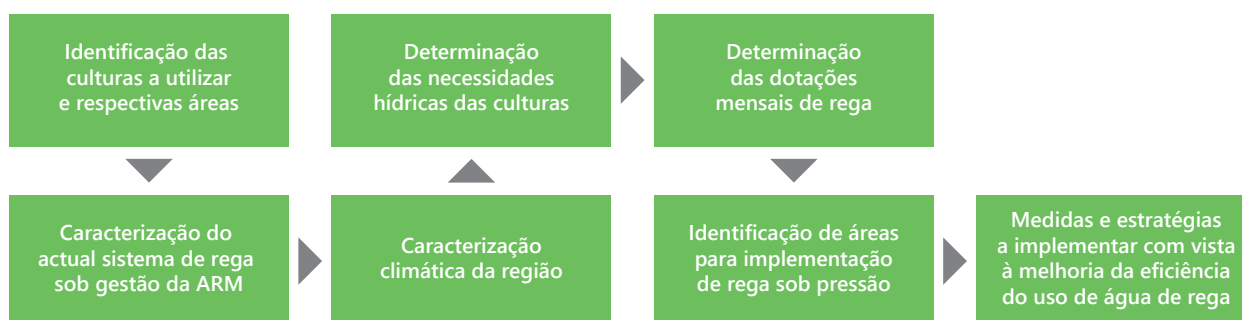 Identificação das
culturas a utilizar
e respectivas áreas
Caracterização do
actual sistema de rega
sob gestão da ARM
Caracterização
climática da região
Determinação
das necessidades
hídricas das culturas
Determinação
das dotações
mensais de rega
Identificação de áreas
para implementação
de rega sob pressão
Medidas e estratégias
a implementar com vista
à melhoria da eficiência
do uso de água de rega